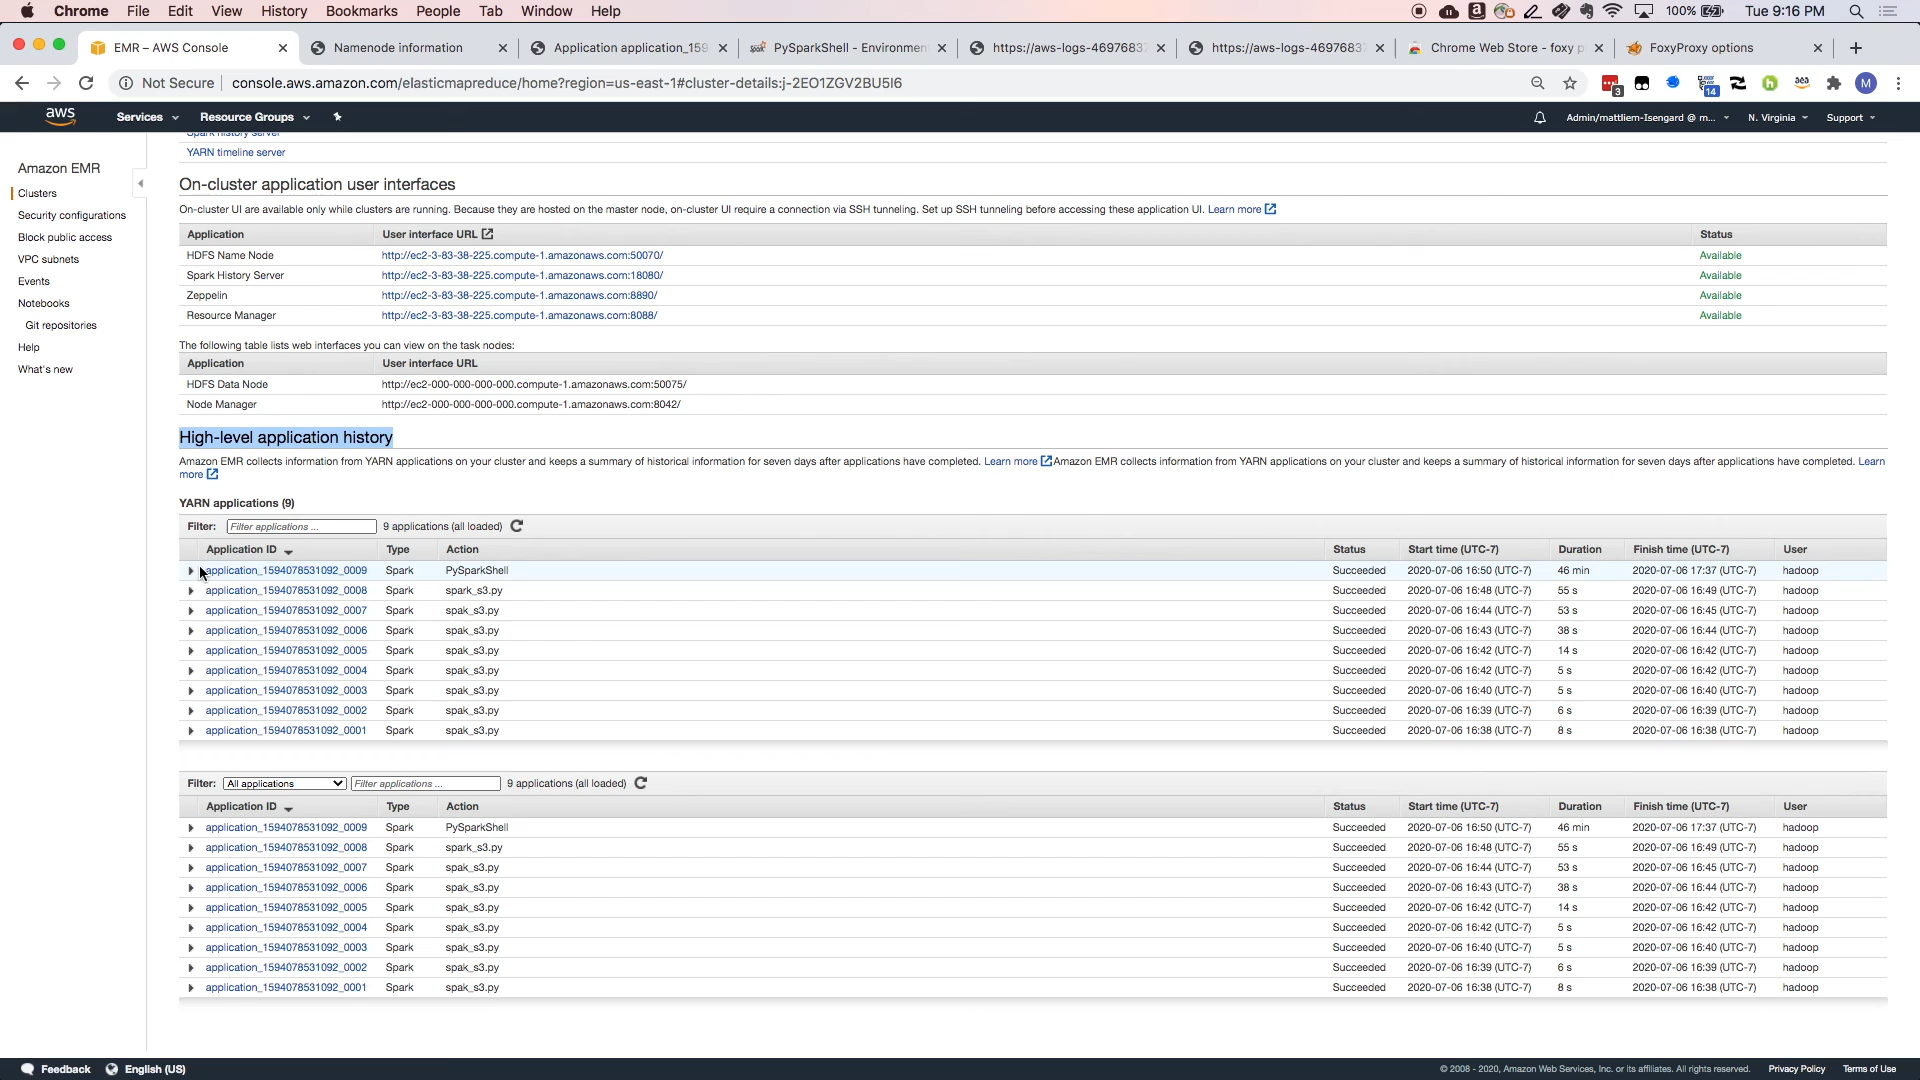 Chrome File Edit View History Bookmarks People Tab Window Help 100% Tue 9:16 PM
EMR – AWS Console Namenode information Application application_159 PySparkShell - Environmen https://aws-logs-4697683 https://aws-logs-4697683 Chrome Web Store - foxy p FoxyProxy options
Not Secure console.aws.amazon.com/elasticmapreduce/home?region=us-east-1#cluster-details:j-2EO1ZGV2BU5I6 3 14 M
aws Services Resource Groups Admin/mattliem-Isengard @ m... N. Virginia Support
Amazon EMR
Clusters
Security configurations
Block public access
VPC subnets
Events
Notebooks
Git repositories
Help
What's new
Spark history server
YARN timeline server
On-cluster application user interfaces
On-cluster UI are available only while clusters are running. Because they are hosted on the master node, on-cluster UI require a connection via SSH tunneling. Set up SSH tunneling before accessing these application UI. Learn more
Application User interface URL Status
HDFS Name Node http://ec2-3-83-38-225.compute-1.amazonaws.com:50070/ Available
Spark History Server http://ec2-3-83-38-225.compute-1.amazonaws.com:18080/ Available
Zeppelin http://ec2-3-83-38-225.compute-1.amazonaws.com:8890/ Available
Resource Manager http://ec2-3-83-38-225.compute-1.amazonaws.com:8088/ Available
The following table lists web interfaces you can view on the task nodes:
Application User interface URL
HDFS Data Node http://ec2-000-000-000-000.compute-1.amazonaws.com:50075/
Node Manager http://ec2-000-000-000-000.compute-1.amazonaws.com:8042/
High-level application history
Amazon EMR collects information from YARN applications on your cluster and keeps a summary of historical information for seven days after applications have completed. Learn more Amazon EMR collects information from YARN applications on your cluster and keeps a summary of historical information for seven days after applications have completed. Learn
more
YARN applications (9)
Filter: Filter applications ... 9 applications (all loaded)
Application ID Type Action Status Start time (UTC-7) Duration Finish time (UTC-7) User
application_1594078531092_0009 Spark PySparkShell Succeeded 2020-07-06 16:50 (UTC-7) 46 min 2020-07-06 17:37 (UTC-7) hadoop
application_1594078531092_0008 Spark spark_s3.py Succeeded 2020-07-06 16:48 (UTC-7) 55 s 2020-07-06 16:49 (UTC-7) hadoop
application_1594078531092_0007 Spark spak_s3.py Succeeded 2020-07-06 16:44 (UTC-7) 53 s 2020-07-06 16:45 (UTC-7) hadoop
application_1594078531092_0006 Spark spak_s3.py Succeeded 2020-07-06 16:43 (UTC-7) 38 s 2020-07-06 16:44 (UTC-7) hadoop
application_1594078531092_0005 Spark spak_s3.py Succeeded 2020-07-06 16:42 (UTC-7) 14 s 2020-07-06 16:42 (UTC-7) hadoop
application_1594078531092_0004 Spark spak_s3.py Succeeded 2020-07-06 16:42 (UTC-7) 5 s 2020-07-06 16:42 (UTC-7) hadoop
application_1594078531092_0003 Spark spak_s3.py Succeeded 2020-07-06 16:40 (UTC-7) 5 s 2020-07-06 16:40 (UTC-7) hadoop
application_1594078531092_0002 Spark spak_s3.py Succeeded 2020-07-06 16:39 (UTC-7) 6 s 2020-07-06 16:39 (UTC-7) hadoop
application_1594078531092_0001 Spark spak_s3.py Succeeded 2020-07-06 16:38 (UTC-7) 8 s 2020-07-06 16:38 (UTC-7) hadoop
Filter: All applications Filter applications ... 9 applications (all loaded)
Application ID Type Action Status Start time (UTC-7) Duration Finish time (UTC-7) User
application_1594078531092_0009 Spark PySparkShell Succeeded 2020-07-06 16:50 (UTC-7) 46 min 2020-07-06 17:37 (UTC-7) hadoop
application_1594078531092_0008 Spark spark_s3.py Succeeded 2020-07-06 16:48 (UTC-7) 55 s 2020-07-06 16:49 (UTC-7) hadoop
application_1594078531092_0007 Spark spak_s3.py Succeeded 2020-07-06 16:44 (UTC-7) 53 s 2020-07-06 16:45 (UTC-7) hadoop
application_1594078531092_0006 Spark spak_s3.py Succeeded 2020-07-06 16:43 (UTC-7) 38 s 2020-07-06 16:44 (UTC-7) hadoop
application_1594078531092_0005 Spark spak_s3.py Succeeded 2020-07-06 16:42 (UTC-7) 14 s 2020-07-06 16:42 (UTC-7) hadoop
application_1594078531092_0004 Spark spak_s3.py Succeeded 2020-07-06 16:42 (UTC-7) 5 s 2020-07-06 16:42 (UTC-7) hadoop
application_1594078531092_0003 Spark spak_s3.py Succeeded 2020-07-06 16:40 (UTC-7) 5 s 2020-07-06 16:40 (UTC-7) hadoop
application_1594078531092_0002 Spark spak_s3.py Succeeded 2020-07-06 16:39 (UTC-7) 6 s 2020-07-06 16:39 (UTC-7) hadoop
application_1594078531092_0001 Spark spak_s3.py Succeeded 2020-07-06 16:38 (UTC-7) 8 s 2020-07-06 16:38 (UTC-7) hadoop
Feedback English (US) © 2008 - 2020, Amazon Web Services, Inc. or its affiliates. All rights reserved. Privacy Policy Terms of Use